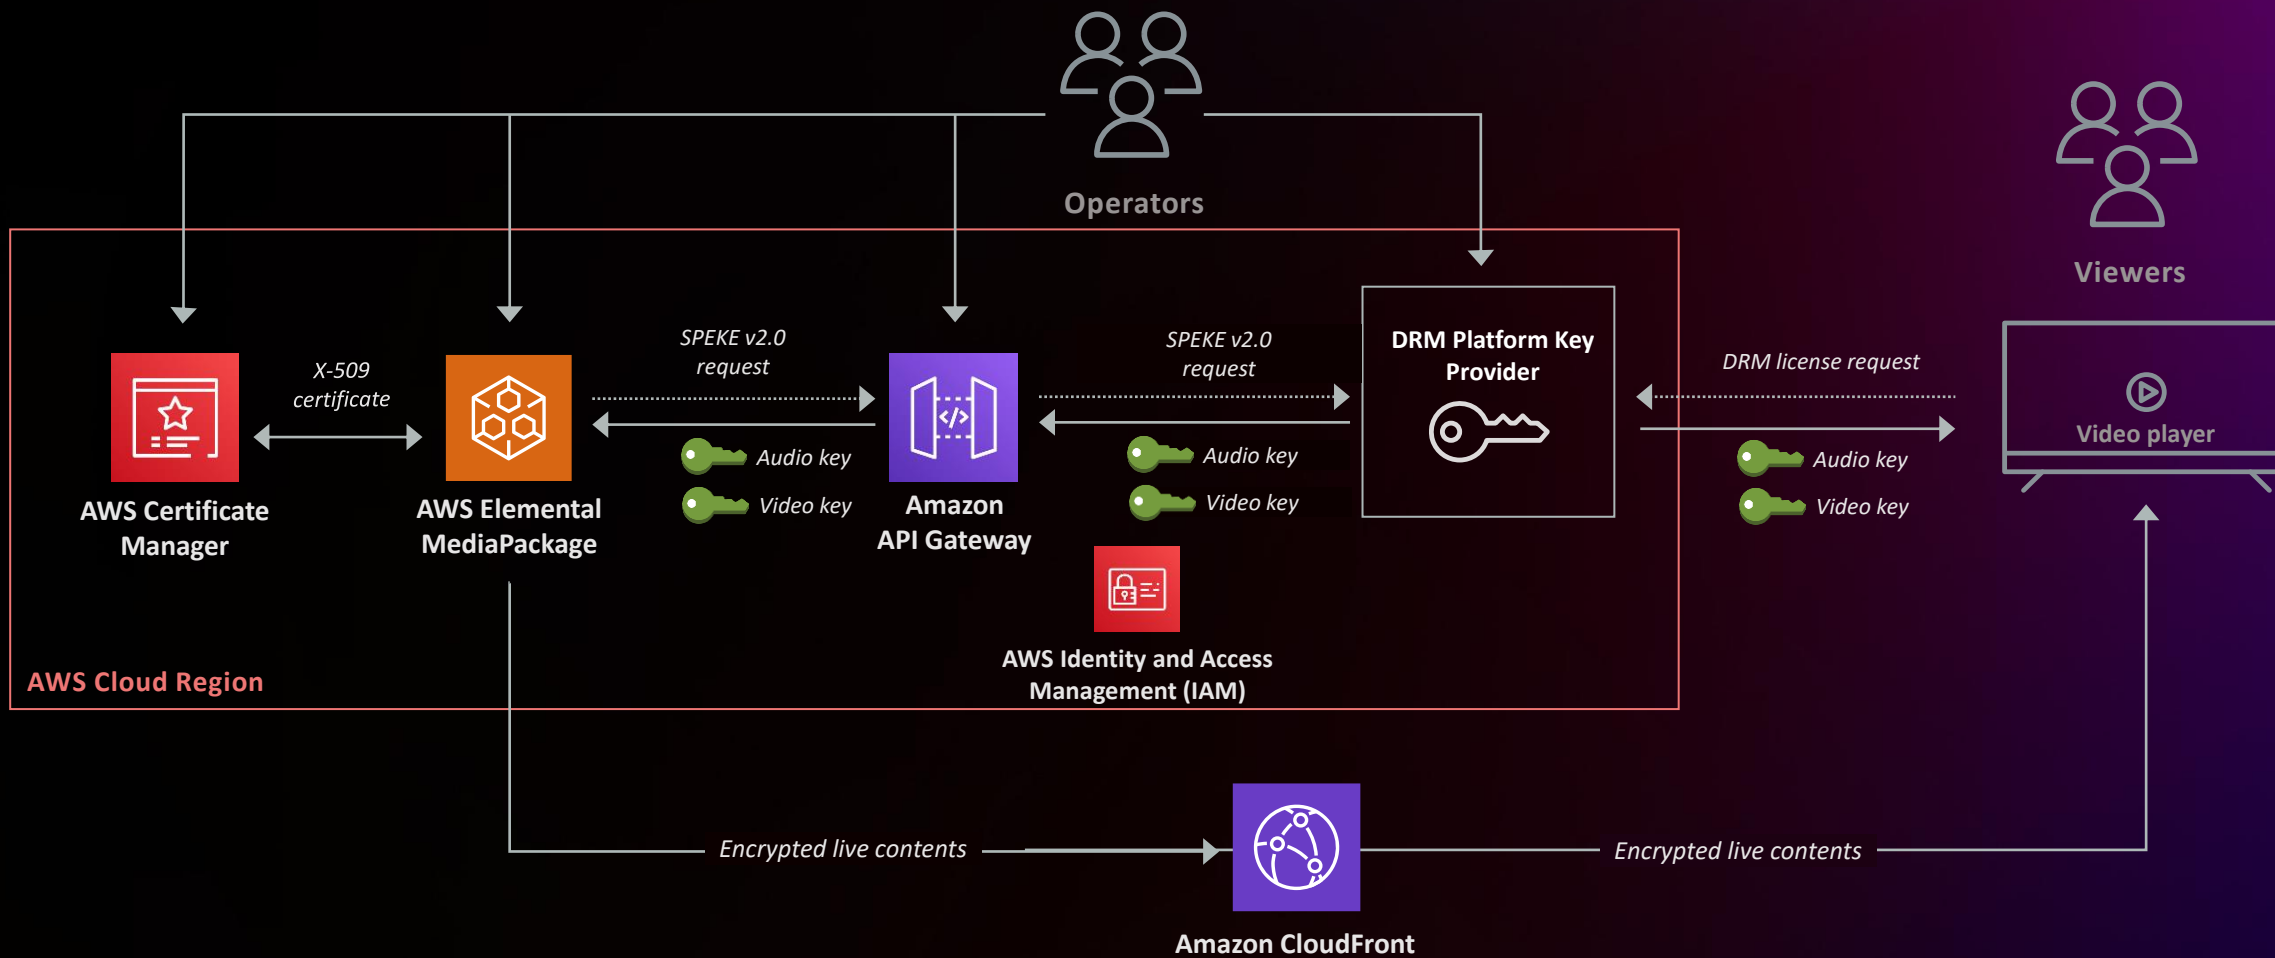 Operators
Viewers
SPEKE v2.0
request
SPEKE v2.0
request
DRM Platform Key
Provider
DRM license request
X-509
certificate
</>
Video player
Audio key
Video key
Audio key
Video key
Audio key
Video key
AWS Certificate
Manager
AWS Elemental
MediaPackage
Amazon
API Gateway
AWS Identity and Access
Management (IAM)
AWS Cloud Region
Encrypted live contents
Encrypted live contents
Amazon CloudFront